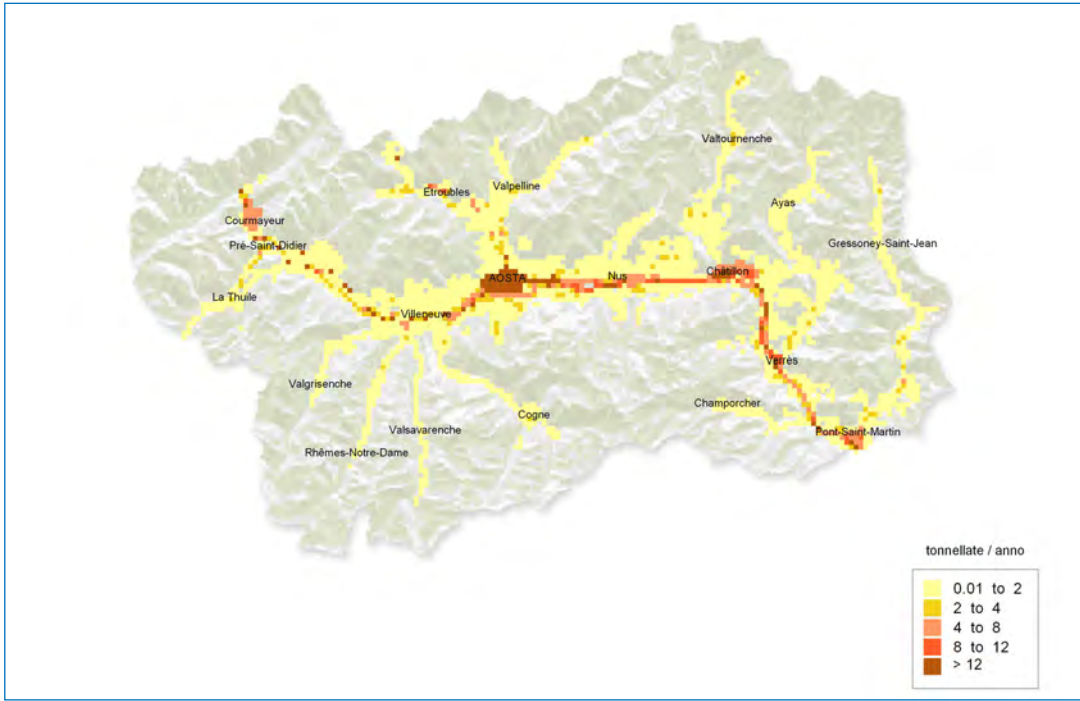 Valtournenche
Etroubles
Valpelline
Ayas
Courmayeur
Pré-Saint-Didier
Gressoney-Saint-Jean
AOSTA
Nus
Châtillon
La Thuile
Villeneuve
Verrès
Valgrisenche
Champorcher
Cogne
Valsavarenche
Pont-Saint-Martin
Rhêmes-Notre-Dame
tonnellate / anno
0.01 to 2
2 to 4
4 to 8
8 to 12
> 12